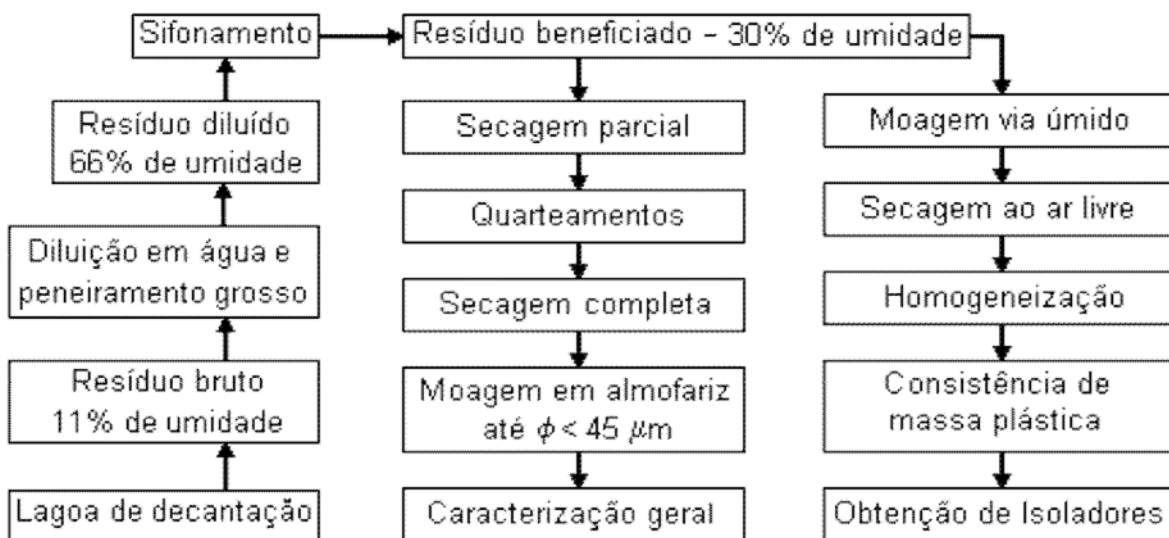 Sifonamento
Resíduo beneficiado – 30% de umidade
Resíduo diluído
66% de umidade
Diluição em água e
peneiramento grosso
Resíduo bruto
11% de umidade
Lagoa de decantação
Secagem parcial
Quarteamentos
Secagem completa
Moagem em almofariz
até ϕ < 45 μm
Caracterização geral
Moagem via úmido
Secagem ao ar livre
Homogeneização
Consistência de
massa plástica
Obtenção de Isoladores